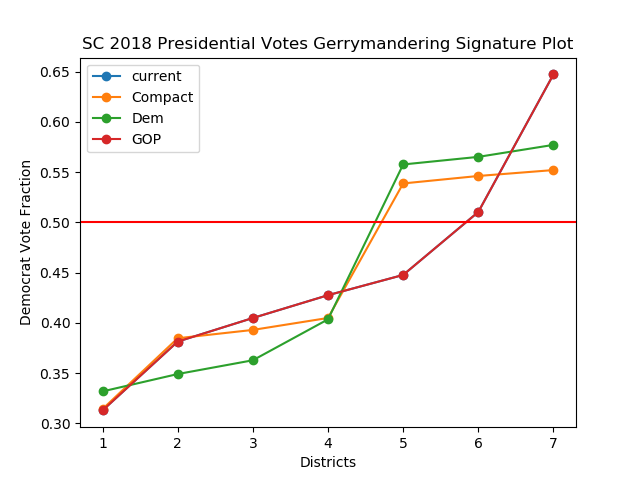 SC 2018 Presidential Votes Gerrymandering Signature Plot
current
Compact
Dem
GOP
0.65
0.60
0.55
0.50
0.45
0.40
0.35
0.30
Democrat Vote Fraction
1 2 3 4 5 6 7
Districts